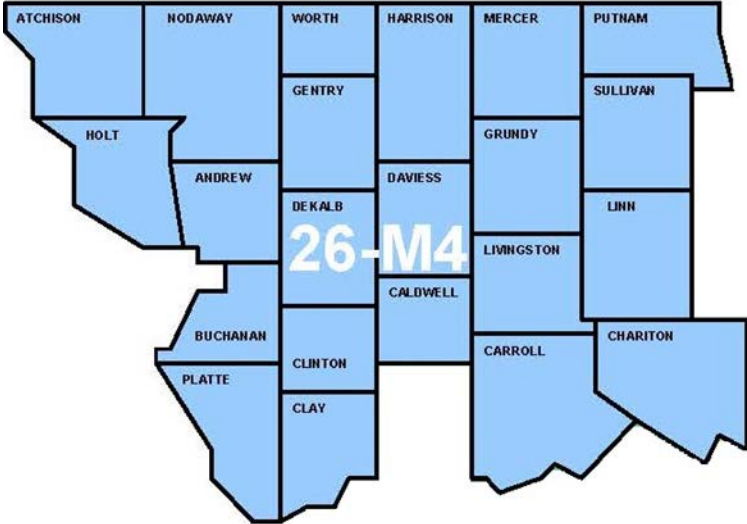 ATCHISON
NODAWAY
WORTH
HARRISON
MERCER
PUTNAM
GENTRY
SULLIVAN
HOLT
GRUNDY
ANDREW
DAVIESS
DEKALB
LINN
26-M4
LIVINGSTON
CALDWELL
BUCHANAN
CHARITON
CARROLL
CLINTON
PLATTE
CLAY